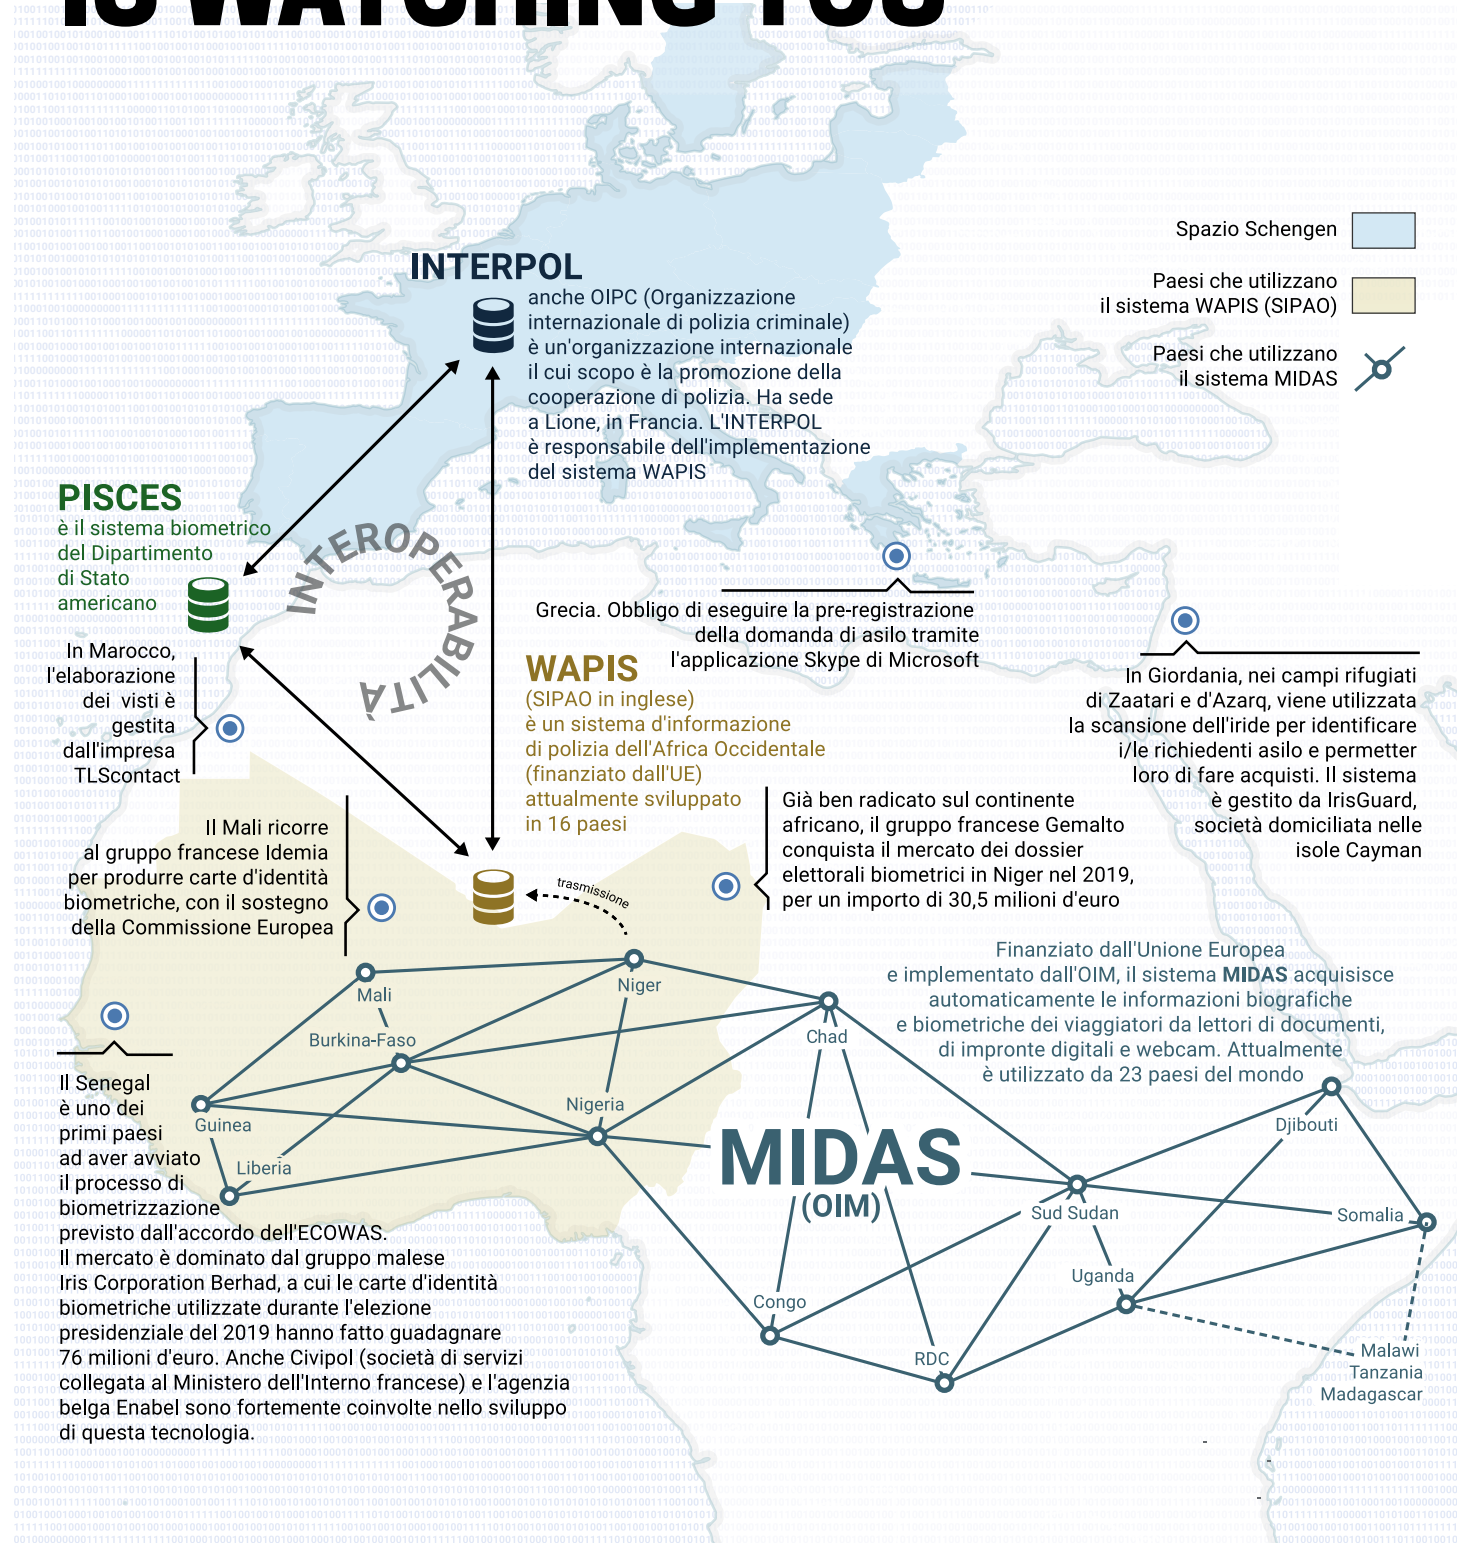 IS WATCHING YOU
Spazio Schengen
Paesi che utilizzano
il sistema WAPIS (SIPAO)
Paesi che utilizzano
il sistema MIDAS
INTERPOL
anche OIPC (Organizzazione
internazionale di polizia criminale)
è un'organizzazione internazionale
il cui scopo è la promozione della
cooperazione di polizia. Ha sede
a Lione, in Francia. L'INTERPOL
è responsabile dell'implementazione
del sistema WAPIS
PISCES
è il sistema biometrico
del Dipartimento
di Stato
americano
INTEROPERABILITÀ
In Marocco,
l'elaborazione
dei visti è
gestita
dall'impresa
TLScontact
Grecia. Obbligo di eseguire la pre-registrazione
della domanda di asilo tramite
l'applicazione Skype di Microsoft
WAPIS
(SIPAO in inglese)
è un sistema d'informazione
di polizia dell'Africa Occidentale
(finanziato dall'UE)
attualmente sviluppato
in 16 paesi
In Giordania, nei campi rifugiati
di Zaatari e d'Azarq, viene utilizzata
la scansione dell'iride per identificare
i/le richiedenti asilo e permetter
loro di fare acquisti. Il sistema
è gestito da IrisGuard,
società domiciliata nelle
isole Cayman
Il Mali ricorre
al gruppo francese Idemia
per produrre carte d'identità
biometriche, con il sostegno
della Commissione Europea
Già ben radicato sul continente
africano, il gruppo francese Gemalto
conquista il mercato dei dossier
elettorali biometrici in Niger nel 2019,
per un importo di 30,5 milioni d'euro
trasmissione
Finanziato dall'Unione Europea
e implementato dall'OIM, il sistema MIDAS acquisisce
automaticamente le informazioni biografiche
e biometriche dei viaggiatori da lettori di documenti,
di impronte digitali e webcam. Attualmente
è utilizzato da 23 paesi del mondo
Mali
Niger
Burkina-Faso
Chad
Guinea
Nigeria
Liberia
Djibouti
MIDAS
(OIM)
Sud Sudan
Somalia
Uganda
Congo
RDC
Malawi
Tanzania
Madagascar
Il Senegal
è uno dei
primi paesi
ad aver avviato
il processo di
biometrizzazione
previsto dall'accordo dell'ECOWAS.
Il mercato è dominato dal gruppo malese
Iris Corporation Berhad, a cui le carte d'identità
biometriche utilizzate durante l'elezione
presidenziale del 2019 hanno fatto guadagnare
76 milioni d'euro. Anche Civipol (società di servizi
collegata al Ministero dell'Interno francese) e l'agenzia
belga Enabel sono fortemente coinvolte nello sviluppo
di questa tecnologia.